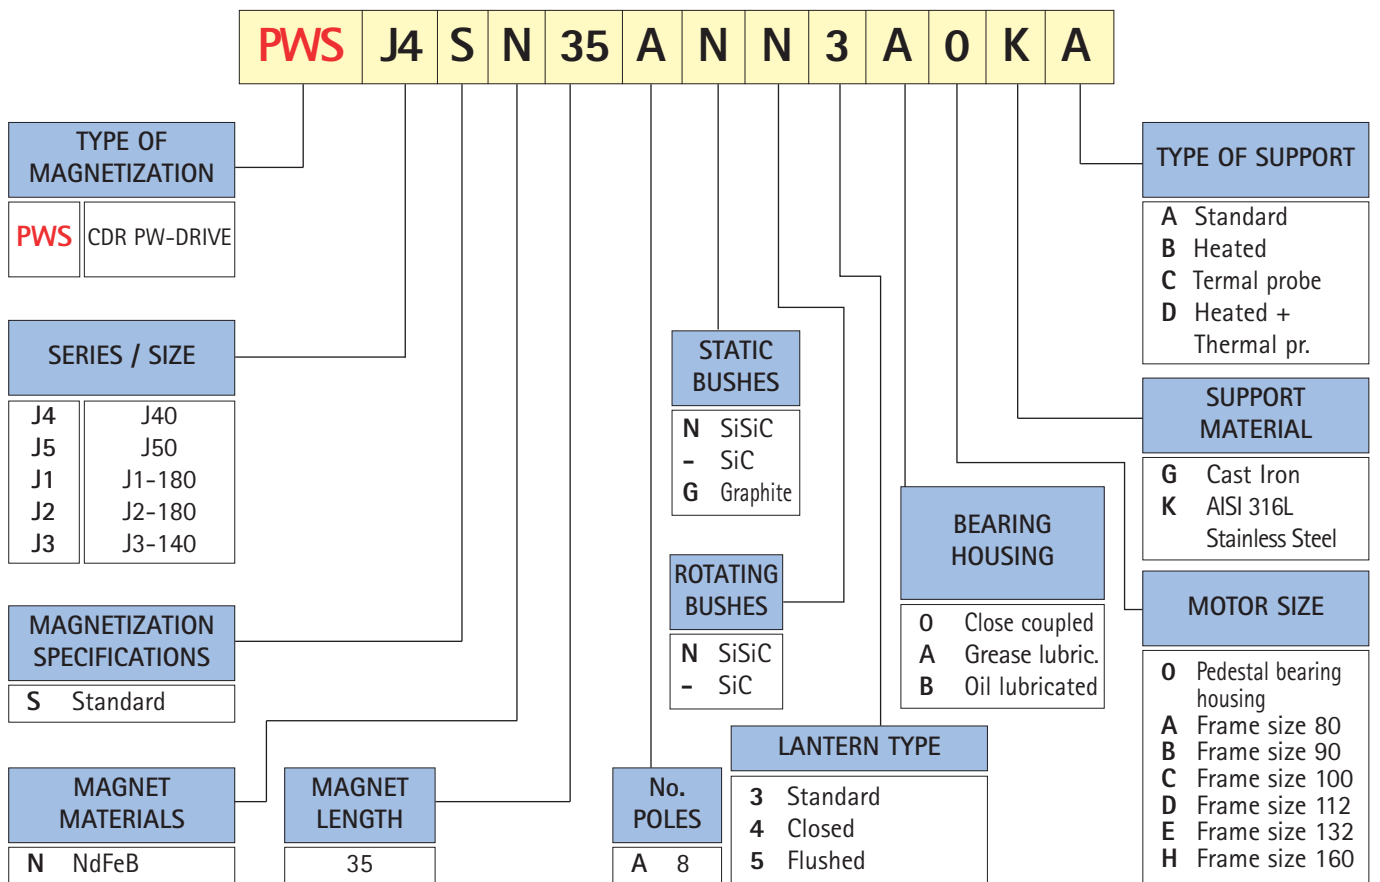 PWS J4 S N 35 A N N 3 A 0 K A
TYPE OF
MAGNETIZATION
PWS CDR PW-DRIVE
SERIES / SIZE
J4 J40
J5 J50
J1 J1-180
J2 J2-180
J3 J3-140
MAGNETIZATION
SPECIFICATIONS
S Standard
MAGNET
MATERIALS
N NdFeB
MAGNET
LENGTH
35
No.
POLES
A 8
STATIC
BUSHES
N SiSiC
- SiC
G Graphite
ROTATING
BUSHES
N SiSiC
- SiC
LANTERN TYPE
3 Standard
4 Closed
5 Flushed
BEARING
HOUSING
0 Close coupled
A Grease lubric.
B Oil lubricated
TYPE OF SUPPORT
A Standard
B Heated
C Termal probe
D Heated +
Thermal pr.
SUPPORT
MATERIAL
G Cast Iron
K AISI 316L
Stainless Steel
MOTOR SIZE
0 Pedestal bearing
housing
A Frame size 80
B Frame size 90
C Frame size 100
D Frame size 112
E Frame size 132
H Frame size 160